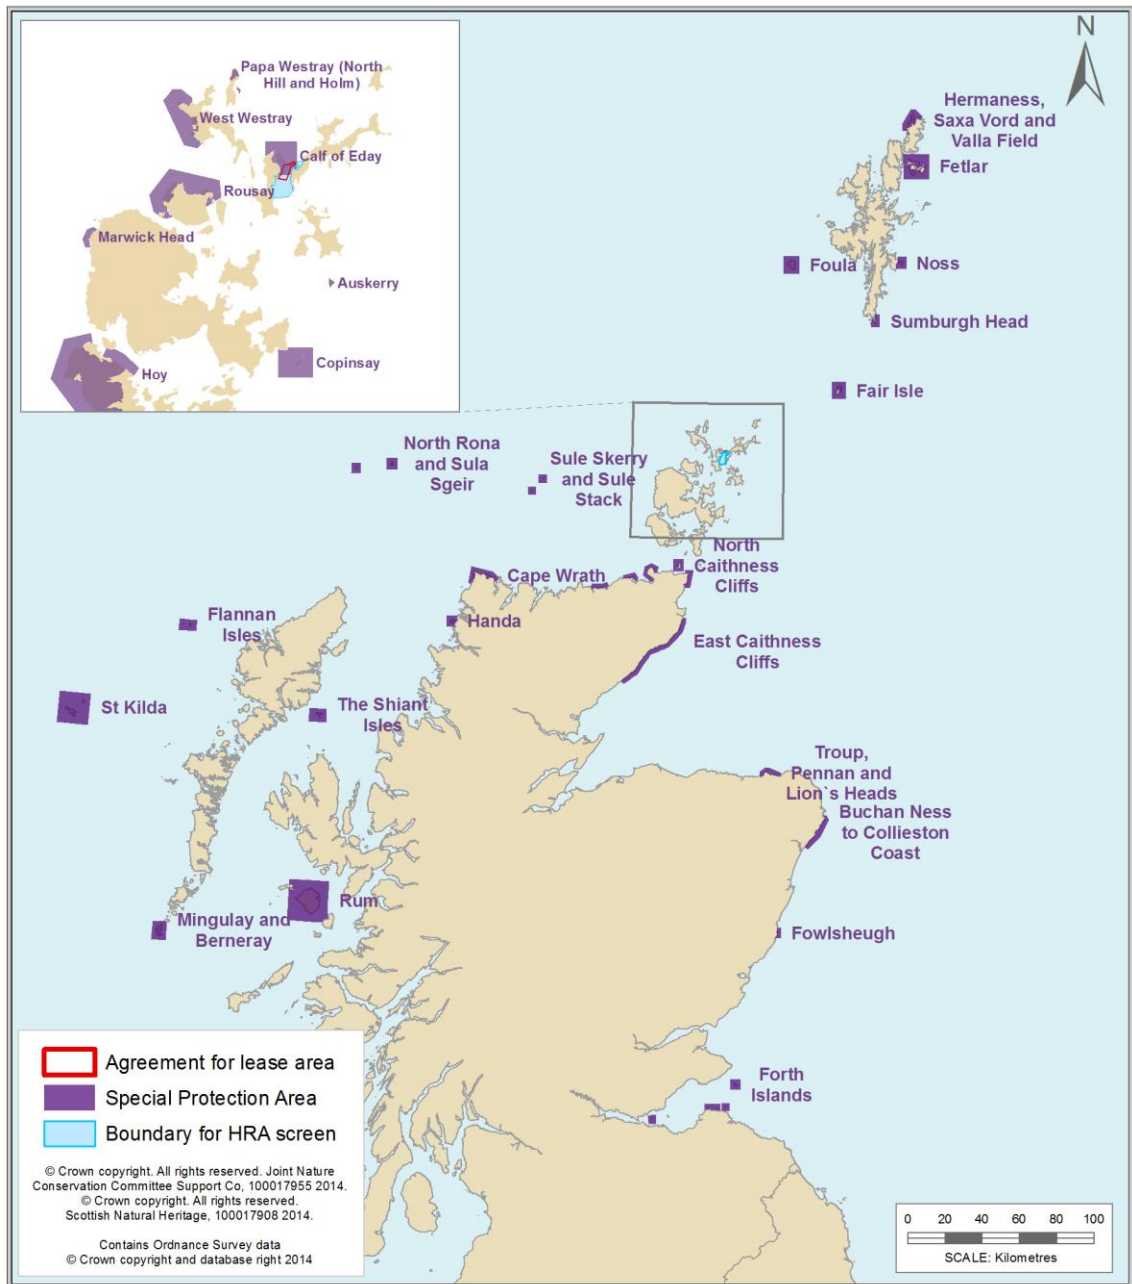 N
Papa Westray (North
Hill and Holm)
West Westray
Calf of Eday
Rousay
Marwick Head
Auskerry
Copinsay
Hoy
Hermaness,
Saxa Vord and
Valla Field
Fetlar
Foula
Noss
Sumburgh Head
Fair Isle
North Rona
and Sula
Sgeir
Sule Skerry
and Sule
Stack
North
Caithness
Cliffs
Cape Wrath
Handa
Flannan
Isles
East Caithness
Cliffs
St Kilda
The Shiant
Isles
Troup,
Pennan and
Lion`s Heads
Buchan Ness
to Collieston
Coast
Rum
Mingulay and
Berneray
Fowlsheugh
Forth
Islands
Agreement for lease area
Special Protection Area
Boundary for HRA screen
© Crown copyright. All rights reserved. Joint Nature
Conservation Committee Support Co, 100017955 2014.
© Crown copyright. All rights reserved.
Scottish Natural Heritage, 100017908 2014.
Contains Ordnance Survey data
© Crown copyright and database right 2014
0 20 40 60 80 100
SCALE: Kilometres